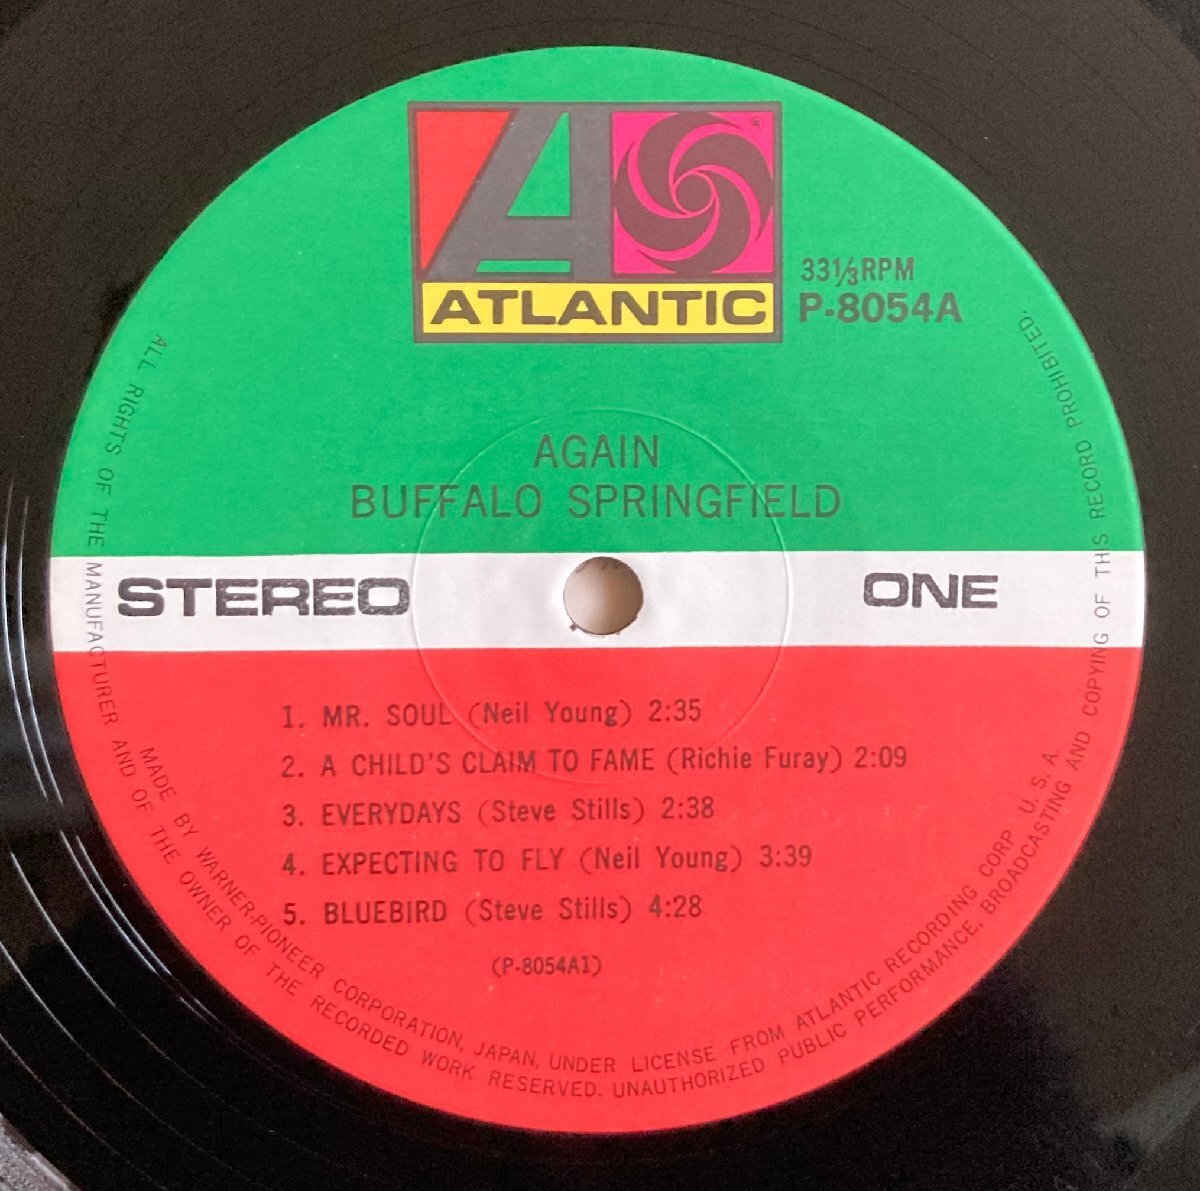 ATLANTIC
®
33⅓RPM
P-8054A
AGAIN
BUFFALO SPRINGFIELD
STEREO
ONE
1. MR. SOUL (Neil Young) 2:35
2. A CHILD'S CLAIM TO FAME (Richie Furay) 2:09
3. EVERYDAYS (Steve Stills) 2:38
4. EXPECTING TO FLY (Neil Young) 3:39
5. BLUEBIRD (Steve Stills) 4:28
(P-8054A1)
MADE BY WARNER-PIONEER CORPORATION, JAPAN, UNDER LICENSE FROM ATLANTIC RECORDING CORP. U. S. A.
ALL RIGHTS OF THE MANUFACTURER AND OF THE OWNER OF THE RECORDED WORK RESERVED. UNAUTHORIZED PUBLIC PERFORMANCE, BROADCASTING AND COPYING OF THIS RECORD PROHIBITED.